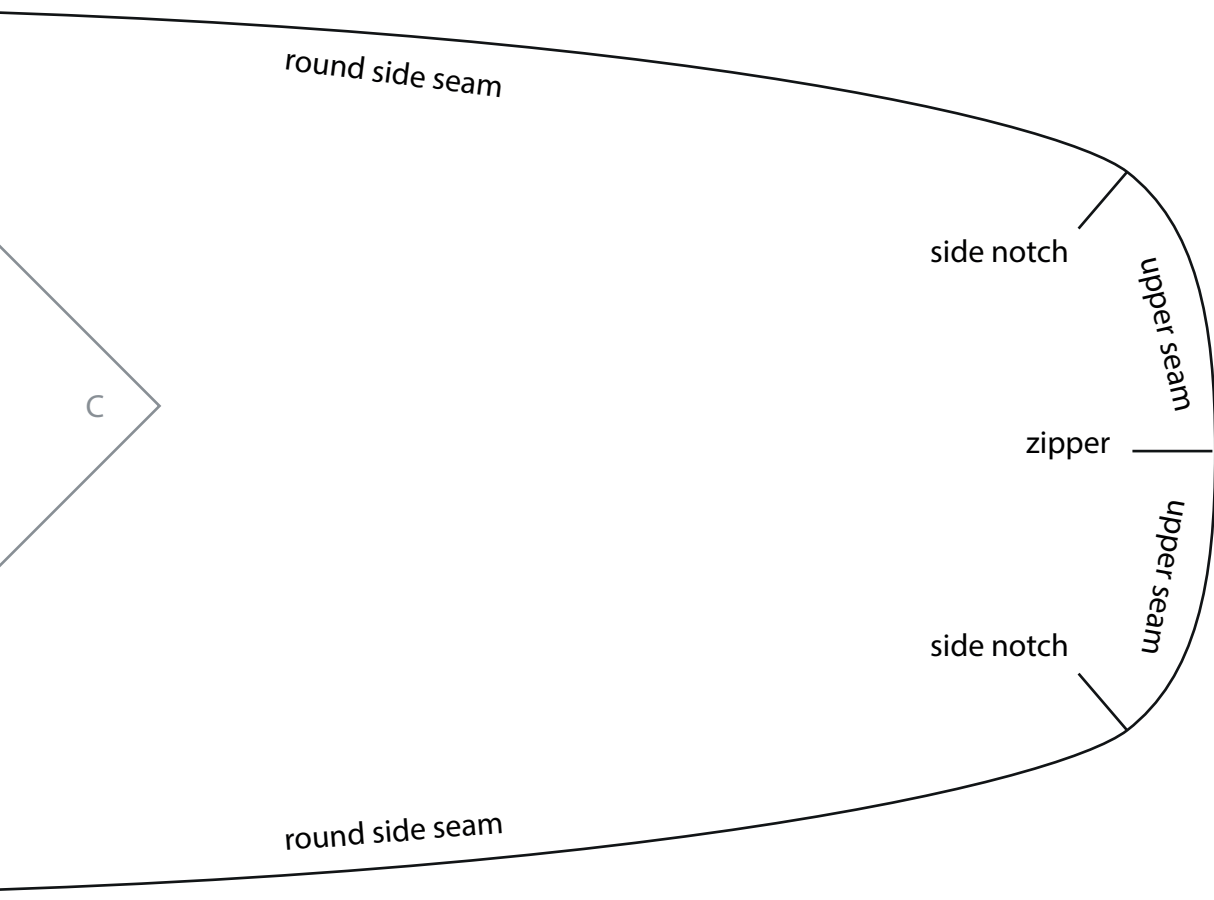 round side seam
side notch
upper seam
C
zipper
upper seam
side notch
round side seam